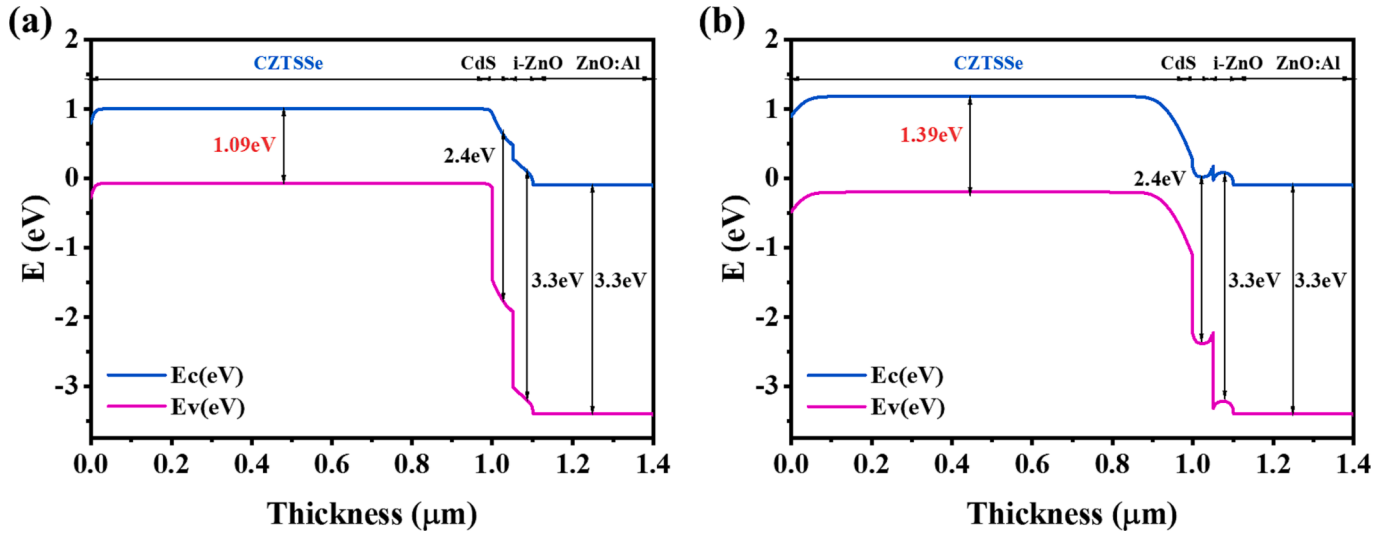 (a)
2
1
0
-1
-2
-3
E (eV)
CZTSSe
CdS
i-ZnO
ZnO:Al
1.09eV
2.4eV
3.3eV
3.3eV
Ec(eV)
Ev(eV)
0.0 0.2 0.4 0.6 0.8 1.0 1.2 1.4
Thickness (μm)
(b)
2
1
0
-1
-2
-3
E (eV)
CZTSSe
CdS
i-ZnO
ZnO:Al
1.39eV
2.4eV
3.3eV
3.3eV
Ec(eV)
Ev(eV)
0.0 0.2 0.4 0.6 0.8 1.0 1.2 1.4
Thickness (μm)